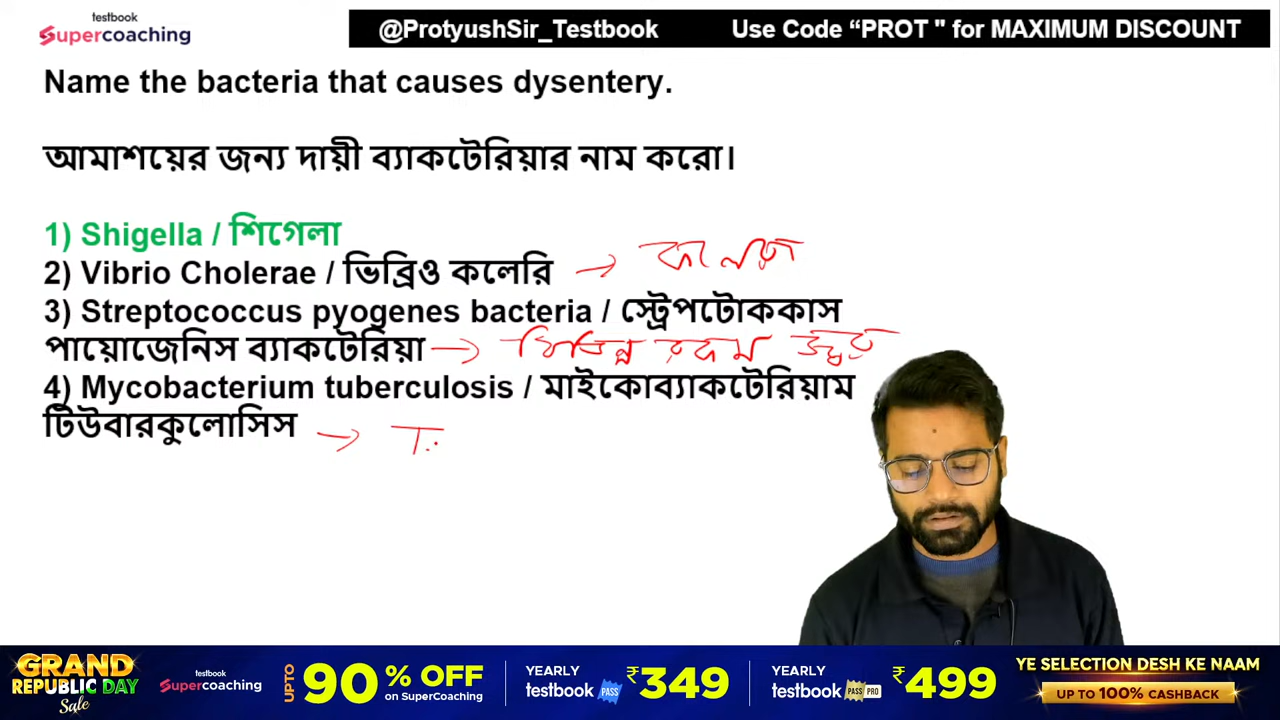 testbook
Supercoaching
@ProtyushSir_Testbook Use Code “PROT " for MAXIMUM DISCOUNT
Name the bacteria that causes dysentery.
আমাশয়ের জন্য দায়ী ব্যাকটেরিয়ার নাম করো।
1) Shigella / শিগেলা
2) Vibrio Cholerae / ভিব্রিও কলেরি → কলেরা
3) Streptococcus pyogenes bacteria / স্ট্রেপটোককাস
পায়োজেনিস ব্যাকটেরিয়া → বিভিন্ন রকম জ্বর
4) Mycobacterium tuberculosis / মাইকোব্যাকটেরিয়াম
টিউবারকুলোসিস →
GRAND
REPUBLIC DAY
Sale
testbook
Supercoaching
UPTO 90% OFF
on SuperCoaching
YEARLY
testbook PASS ₹349
YEARLY
testbook PASS PRO ₹499
YE SELECTION DESH KE NAAM
UP TO 100% CASHBACK